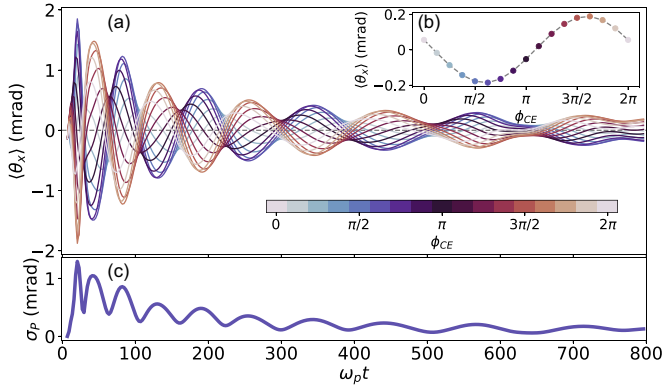 (a)
(b)
(c)
⟨θx⟩ (mrad)
2
1
0
−1
−2
⟨θx⟩ (mrad)
0.2
0
−0.2
0 π/2 π 3π/2 2π
ϕCE
0 π/2 π 3π/2 2π
ϕCE
σP (mrad)
1
0
0 100 200 300 400 500 600 700 800
ωpt